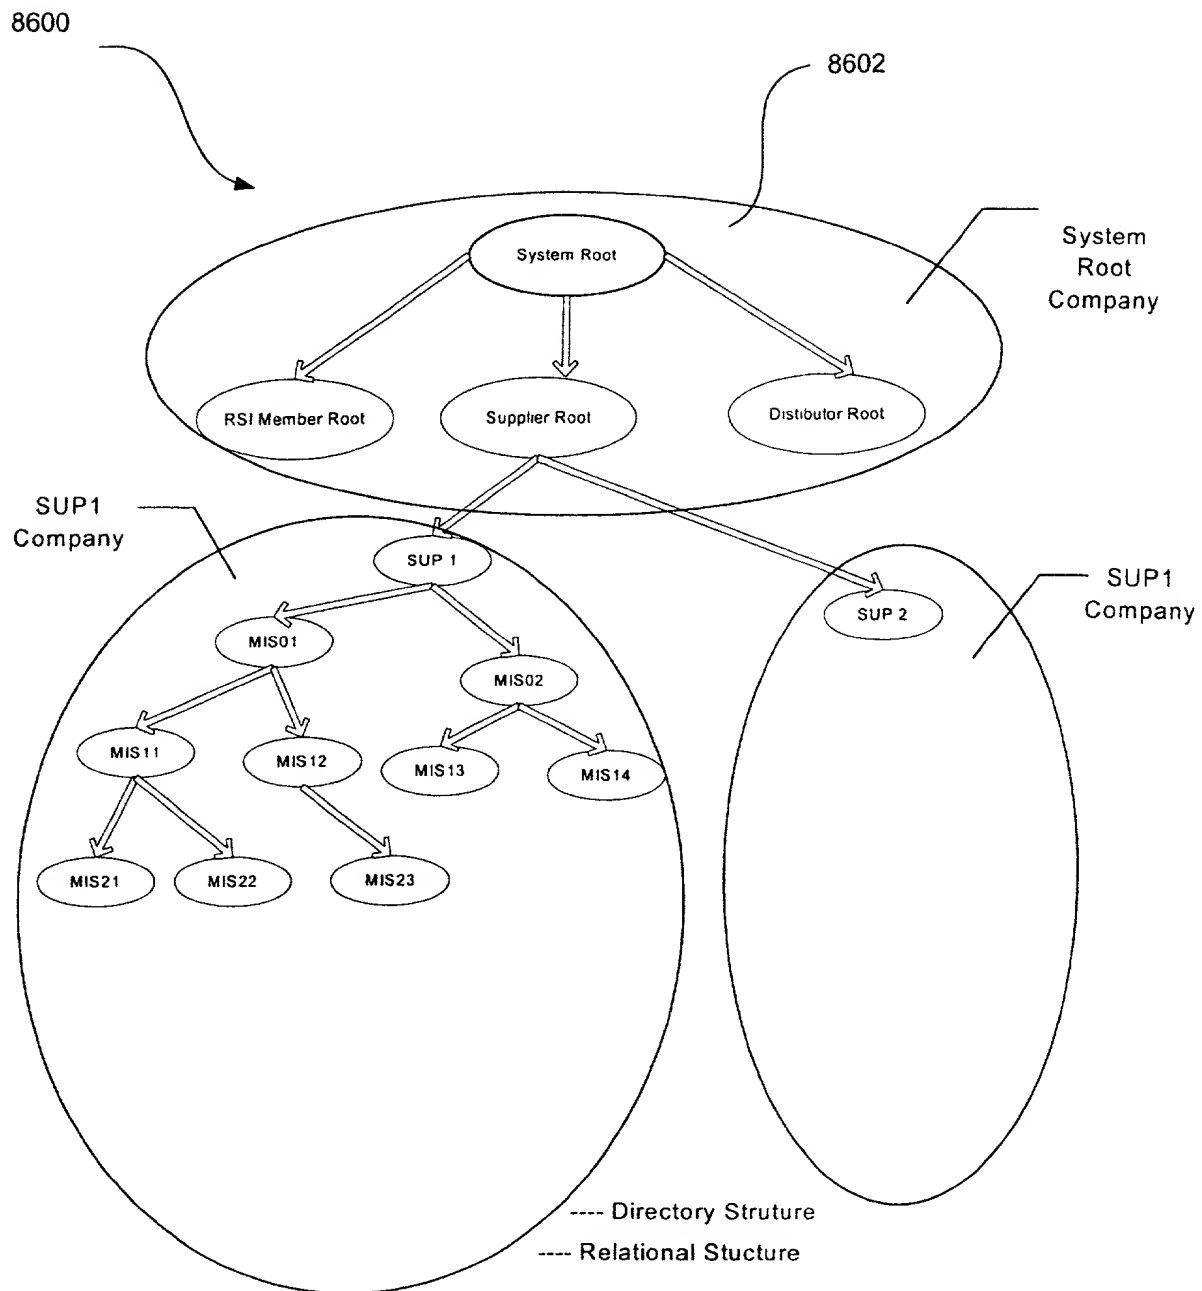 8600
8602
System Root
System
Root
Company
RSI Member Root
Supplier Root
Distibutor Root
SUP1
Company
SUP 1
SUP1
Company
SUP 2
MIS01
MIS02
MIS11
MIS12
MIS13
MIS14
MIS21
MIS22
MIS23
---- Directory Struture
---- Relational Stucture